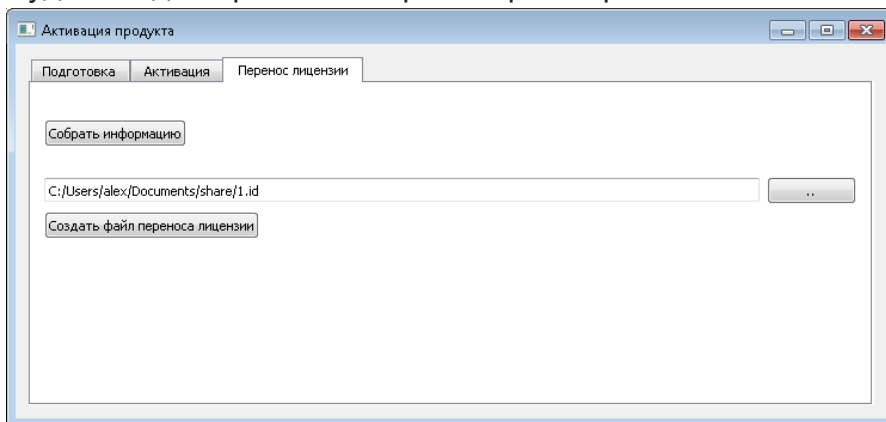 Активация продукта
Подготовка Активация Перенос лицензии
Собрать информацию
C:/Users/alex/Documents/share/1.id ..
Создать файл переноса лицензии